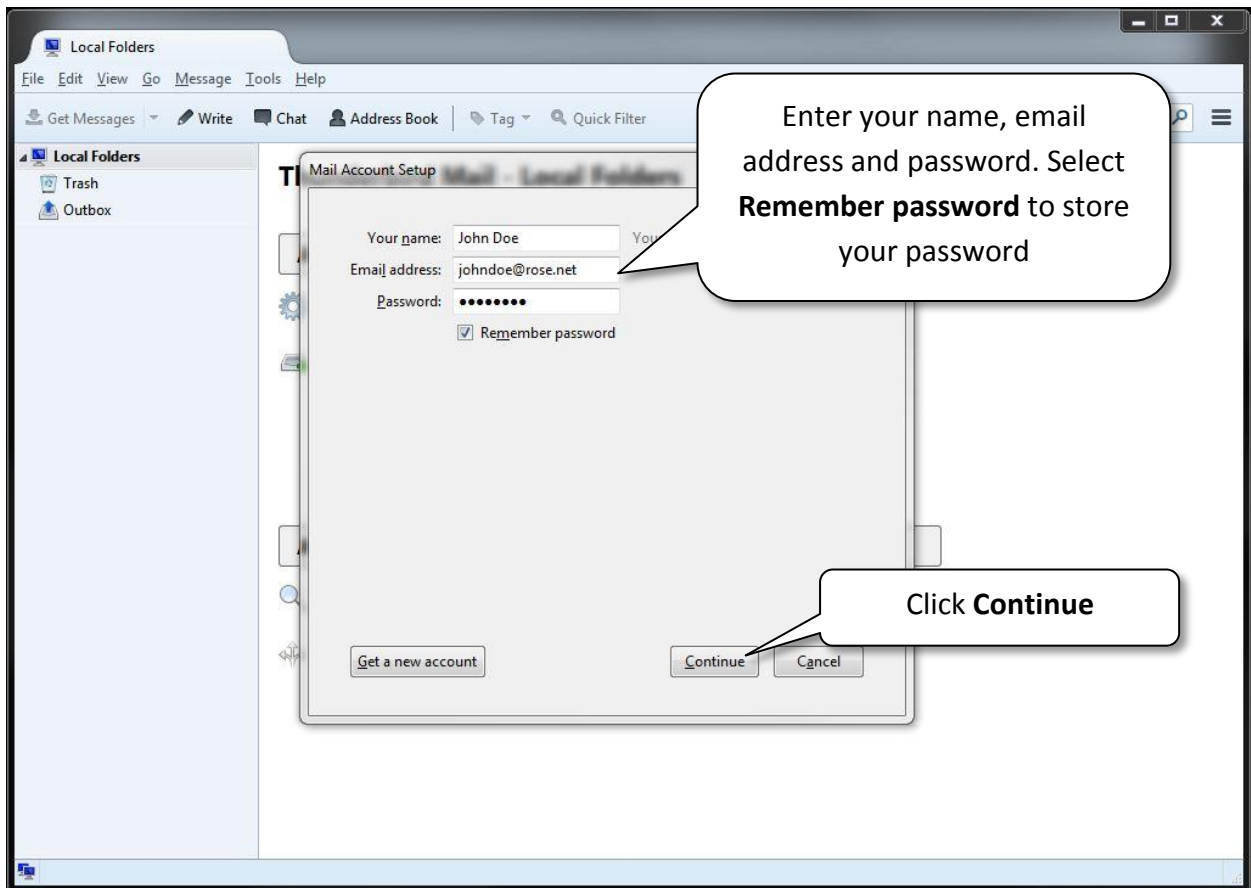 Local Folders
File Edit View Go Message Tools Help
Get Messages Write Chat Address Book Tag Quick Filter
Local Folders
Trash
Outbox
Mail Account Setup
Mail - Local Folders
Your name: John Doe
Email address: johndoe@rose.net
Password: ●●●●●●●●
Remember password
Enter your name, email
address and password. Select
Remember password to store
your password
Click Continue
Get a new account Continue Cancel